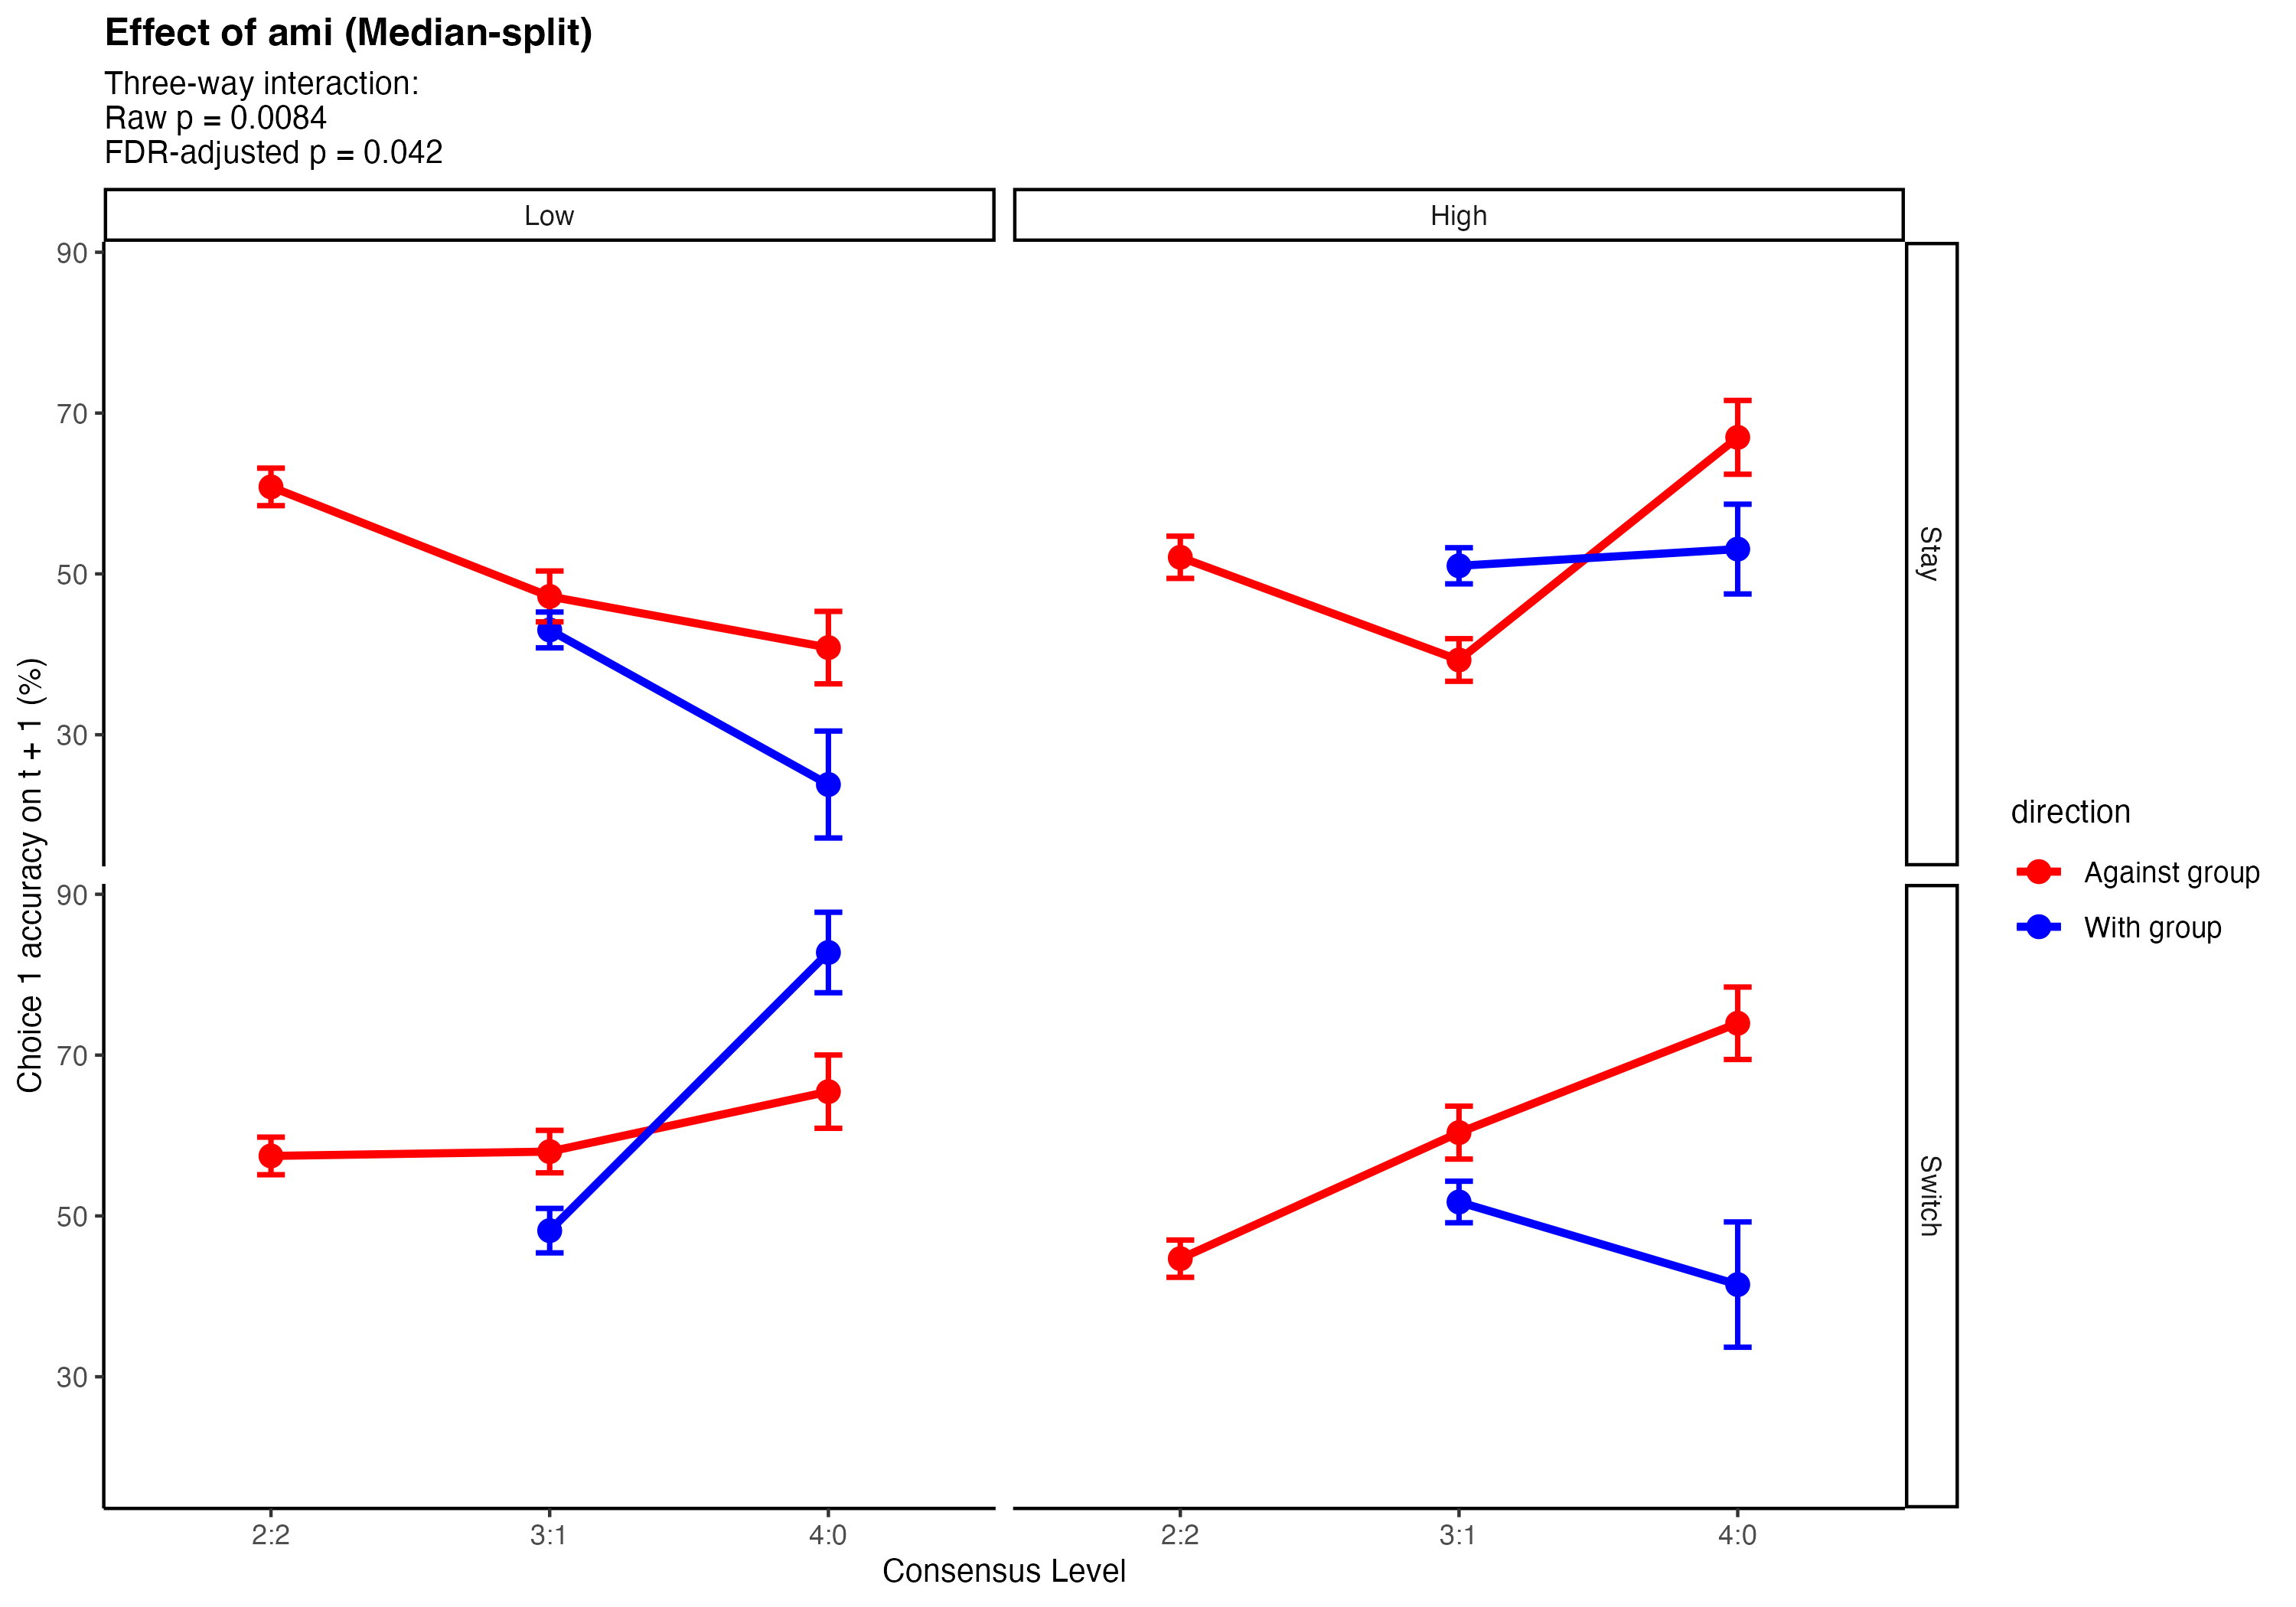 Effect of ami (Median-split)
Three-way interaction:
Raw p = 0.0084
FDR-adjusted p = 0.042
Low
High
90
70
50
30
Stay
90
70
50
30
Switch
Choice 1 accuracy on t + 1 (%)
2:2
3:1
4:0
2:2
3:1
4:0
Consensus Level
direction
Against group
With group